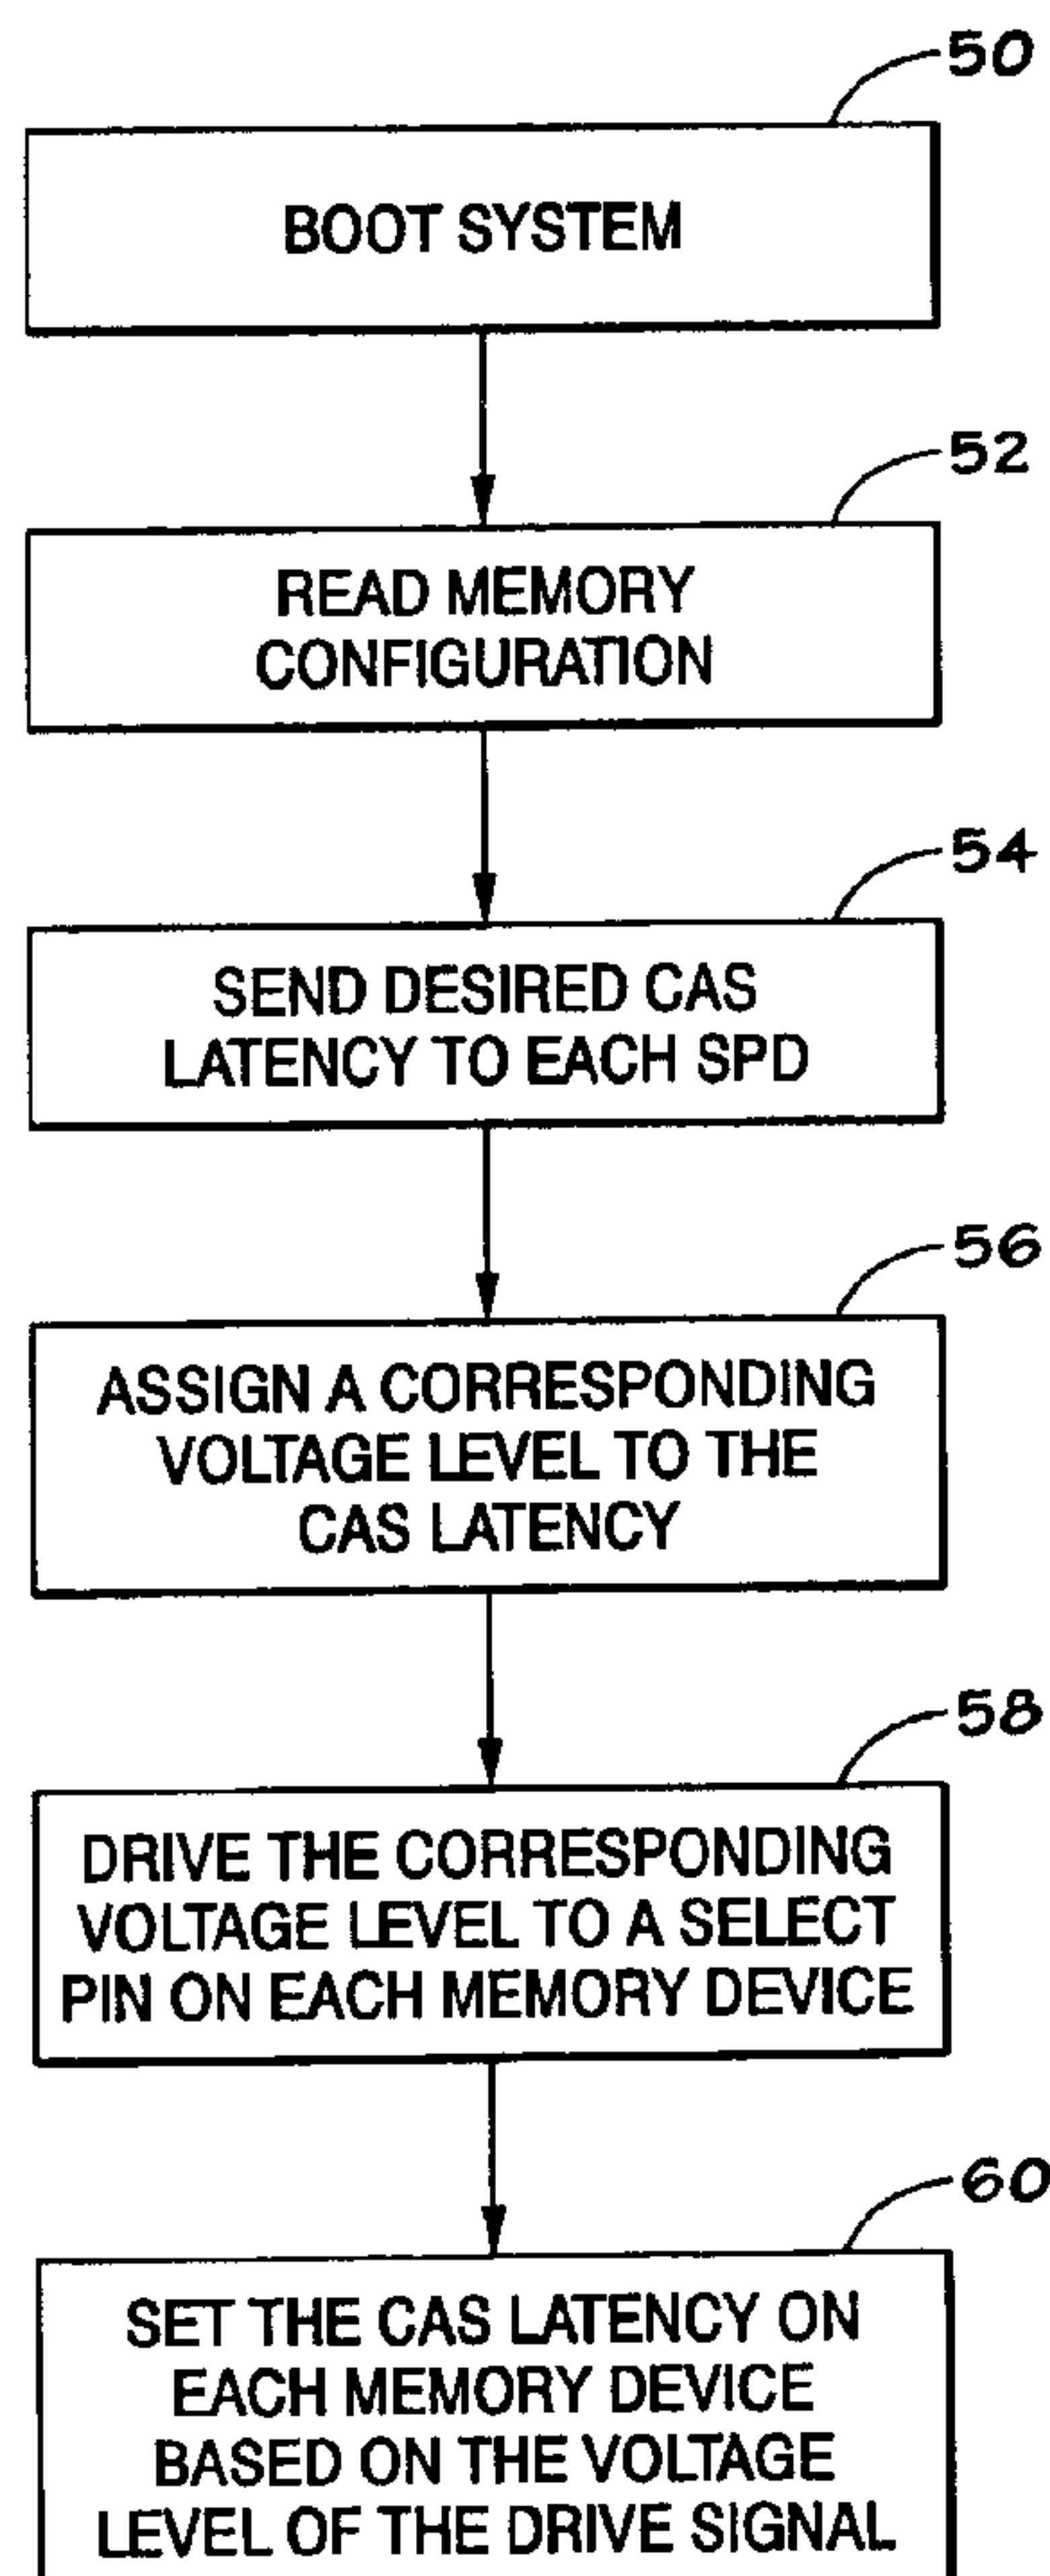 50
BOOT SYSTEM
52
READ MEMORY
CONFIGURATION
54
SEND DESIRED CAS
LATENCY TO EACH SPD
56
ASSIGN A CORRESPONDING
VOLTAGE LEVEL TO THE
CAS LATENCY
58
DRIVE THE CORRESPONDING
VOLTAGE LEVEL TO A SELECT
PIN ON EACH MEMORY DEVICE
60
SET THE CAS LATENCY ON
EACH MEMORY DEVICE
BASED ON THE VOLTAGE
LEVEL OF THE DRIVE SIGNAL